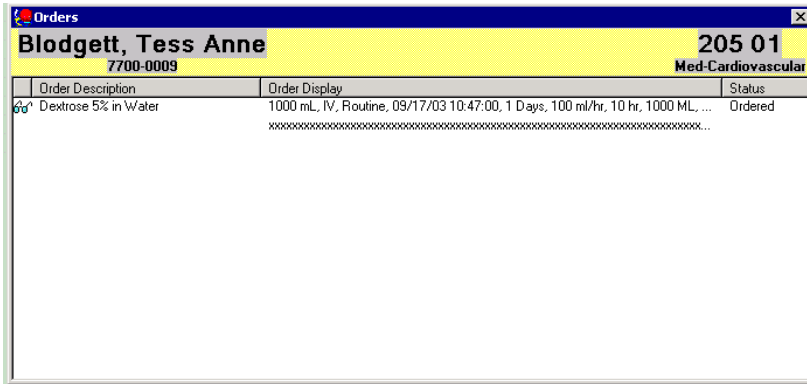 Orders
Blodgett, Tess Anne 205 01
7700-0009 Med-Cardiovascular
Order Description Order Display Status
Dextrose 5% in Water 1000 mL, IV, Routine, 09/17/03 10:47:00, 1 Days, 100 ml/hr, 10 hr, 1000 ML, ... Ordered
xxxxxxxxxxxxxxxxxxxxxxxxxxxxxxxxxxxxxxxxxxxxxxxxxxxxxxxxxxxxxxxxxxxxxxxxxxx...